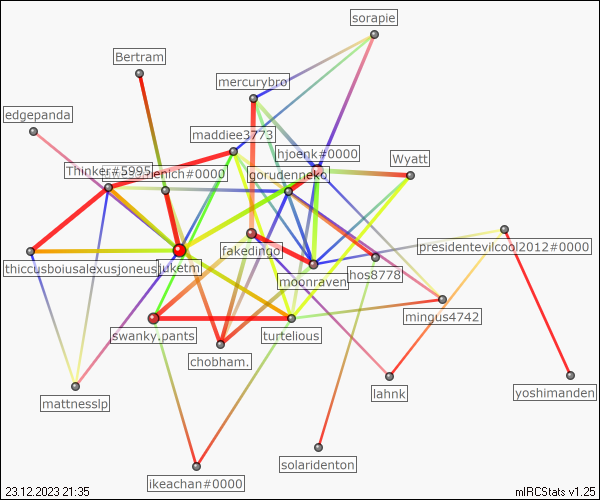 sorapie
Bertram
mercurybro
edgepanda
maddiee3773
hjoenk#0000
Wyatt
Thinker#5995
enich#0000
gorudenneko
presidentevilcool2012#0000
fakedingo
thiccusboiusalexusjoneus
juketm
moonraven
hos8778
mingus4742
swanky.pants
turtelious
chobham.
lahnk
yoshimanden
mattnesslp
solaridenton
ikeachan#0000
23.12.2023 21:35
mIRCStats v1.25